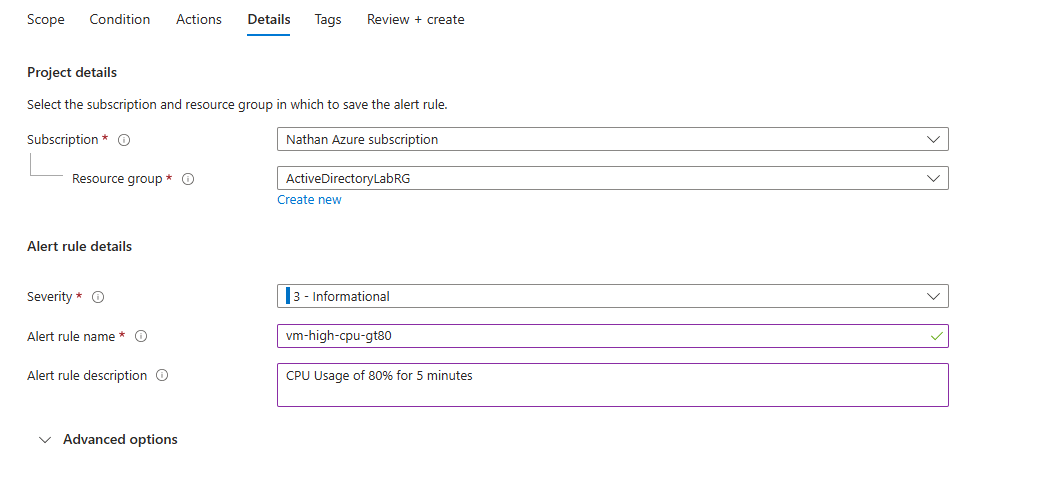 Scope Condition Actions Details Tags Review + create
Project details
Select the subscription and resource group in which to save the alert rule.
Subscription * Nathan Azure subscription
Resource group * ActiveDirectoryLabRG
Create new
Alert rule details
Severity * 3 - Informational
Alert rule name * vm-high-cpu-gt80
Alert rule description CPU Usage of 80% for 5 minutes
Advanced options